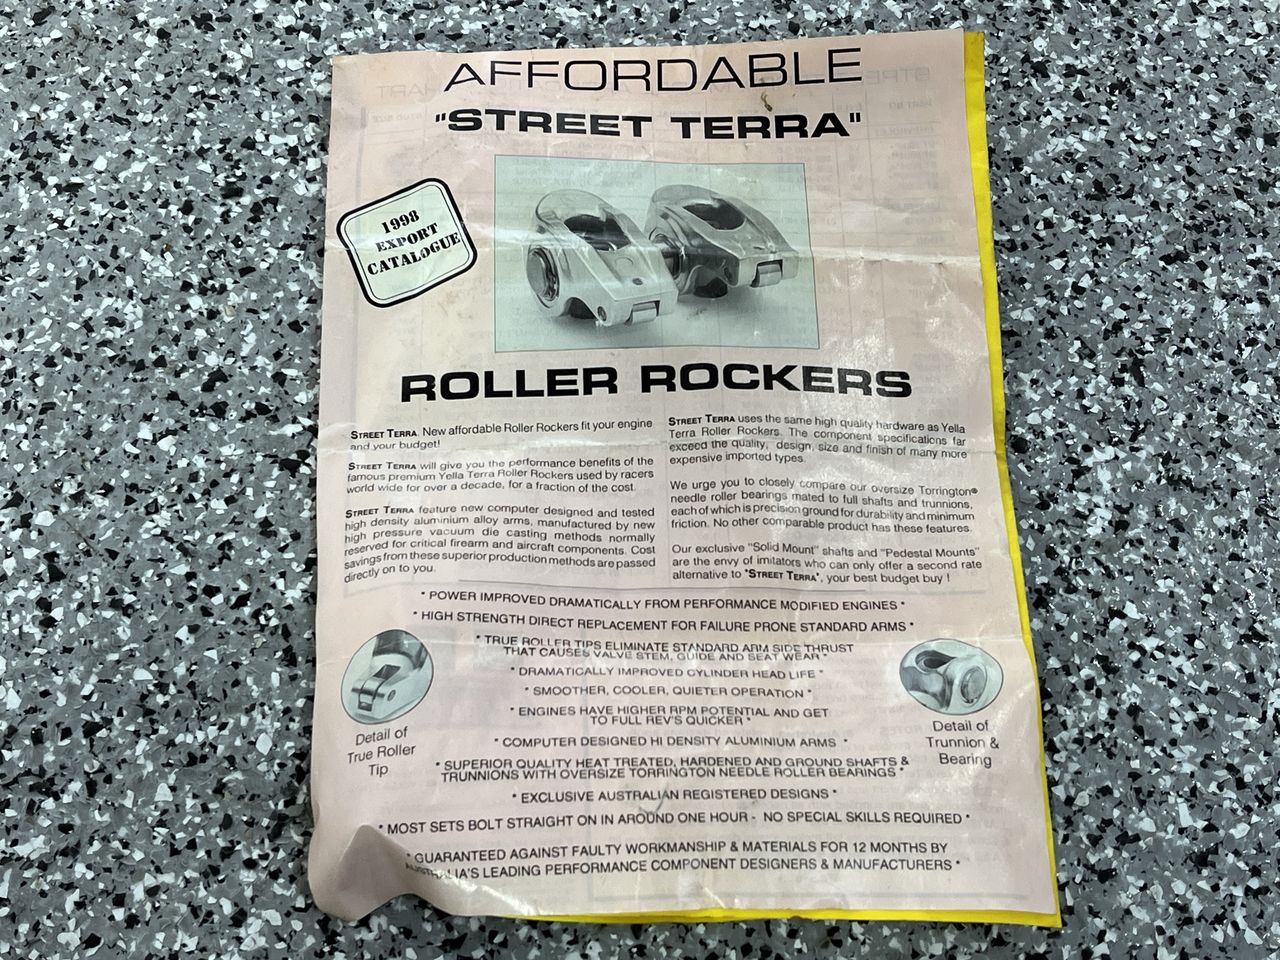 AFFORDABLE
"STREET TERRA"
1998
EXPORT
CATALOGUE
ROLLER ROCKERS
STREET TERRA. New affordable Roller Rockers fit your engine
and your budget!
STREET TERRA will give you the performance benefits of the
famous premium Yella Terra Roller Rockers used by racers
world wide for over a decade, for a fraction of the cost.
STREET TERRA feature new computer designed and tested
high density aluminium alloy arms, manufactured by new
high pressure vacuum die casting methods normally
reserved for critical firearm and aircraft components. Cost
savings from these superior production methods are passed
directly on to you.
STREET TERRA uses the same high quality hardware as Yella
Terra Roller Rockers. The component specifications far
exceed the quality, design, size and finish of many more
expensive imported types.
We urge you to closely compare our oversize Torrington®
needle roller bearings mated to full shafts and trunnions,
each of which is precision ground for durability and minimum
friction. No other comparable product has these features.
Our exclusive "Solid Mount" shafts and "Pedestal Mounts"
are the envy of imitators who can only offer a second rate
alternative to "STREET TERRA", your best budget buy !
* POWER IMPROVED DRAMATICALLY FROM PERFORMANCE MODIFIED ENGINES *
* HIGH STRENGTH DIRECT REPLACEMENT FOR FAILURE PRONE STANDARD ARMS *
* TRUE ROLLER TIPS ELIMINATE STANDARD ARM SIDE THRUST
THAT CAUSES VALVE STEM, GUIDE AND SEAT WEAR *
* DRAMATICALLY IMPROVED CYLINDER HEAD LIFE *
* SMOOTHER, COOLER, QUIETER OPERATION *
* ENGINES HAVE HIGHER RPM POTENTIAL AND GET
TO FULL REV'S QUICKER *
* COMPUTER DESIGNED HI DENSITY ALUMINIUM ARMS *
* SUPERIOR QUALITY HEAT TREATED, HARDENED AND GROUND SHAFTS &
TRUNNIONS WITH OVERSIZE TORRINGTON NEEDLE ROLLER BEARINGS *
* EXCLUSIVE AUSTRALIAN REGISTERED DESIGNS *
* MOST SETS BOLT STRAIGHT ON IN AROUND ONE HOUR - NO SPECIAL SKILLS REQUIRED *
* GUARANTEED AGAINST FAULTY WORKMANSHIP & MATERIALS FOR 12 MONTHS BY
AUSTRALIA'S LEADING PERFORMANCE COMPONENT DESIGNERS & MANUFACTURERS *
Detail of
True Roller
Tip
Detail of
Trunnion &
Bearing